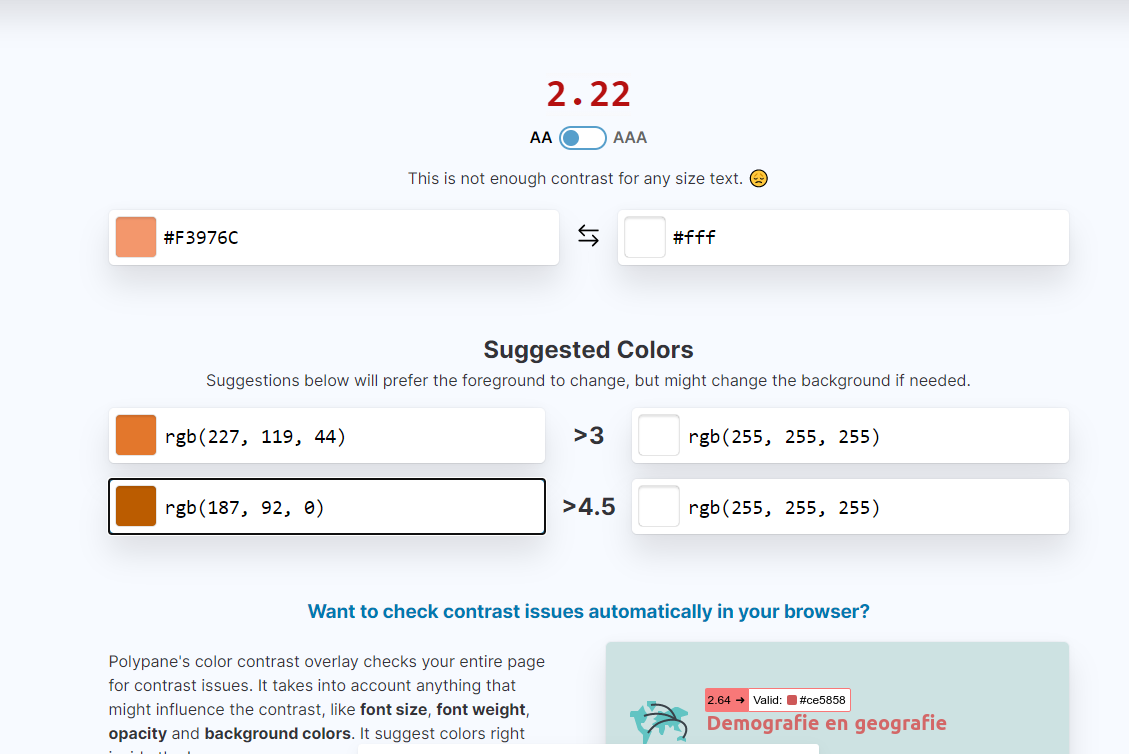 2.22
AA AAA
This is not enough contrast for any size text. 😞
#F3976C ⇆ #fff
Suggested Colors
Suggestions below will prefer the foreground to change, but might change the background if needed.
rgb(227, 119, 44) >3 rgb(255, 255, 255)
rgb(187, 92, 0) >4.5 rgb(255, 255, 255)
Want to check contrast issues automatically in your browser?
Polypane's color contrast overlay checks your entire page
for contrast issues. It takes into account anything that
might influence the contrast, like font size, font weight,
opacity and background colors. It suggest colors right
2.64 → Valid: #ce5858
Demografie en geografie